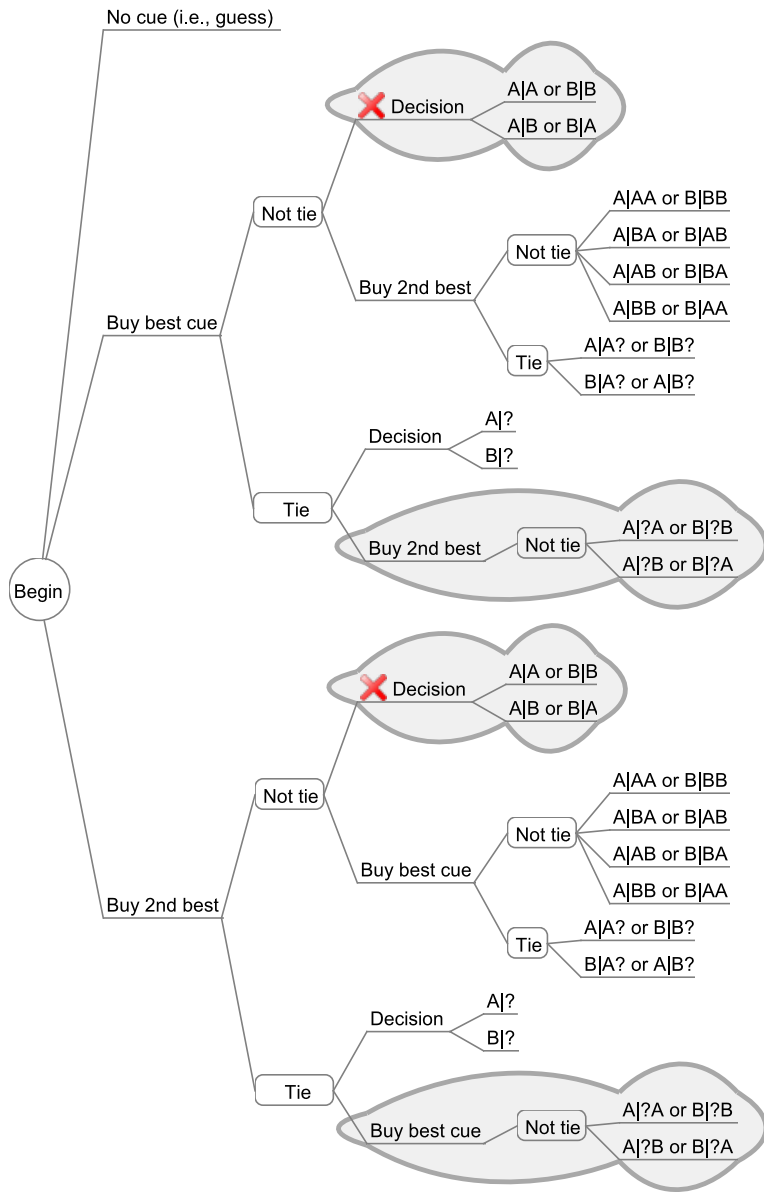 No cue (i.e., guess)
Decision
A|A or B|B
A|B or B|A
Not tie
A|AA or B|BB
Not tie
A|BA or B|AB
A|AB or B|BA
Buy 2nd best
A|BB or B|AA
Buy best cue
Tie
A|A? or B|B?
B|A? or A|B?
Decision
A|?
B|?
Tie
Buy 2nd best
Not tie
A|?A or B|?B
A|?B or B|?A
Begin
Decision
A|A or B|B
A|B or B|A
Not tie
A|AA or B|BB
Not tie
A|BA or B|AB
A|AB or B|BA
Buy best cue
A|BB or B|AA
Buy 2nd best
Tie
A|A? or B|B?
B|A? or A|B?
Decision
A|?
B|?
Tie
Buy best cue
Not tie
A|?A or B|?B
A|?B or B|?A